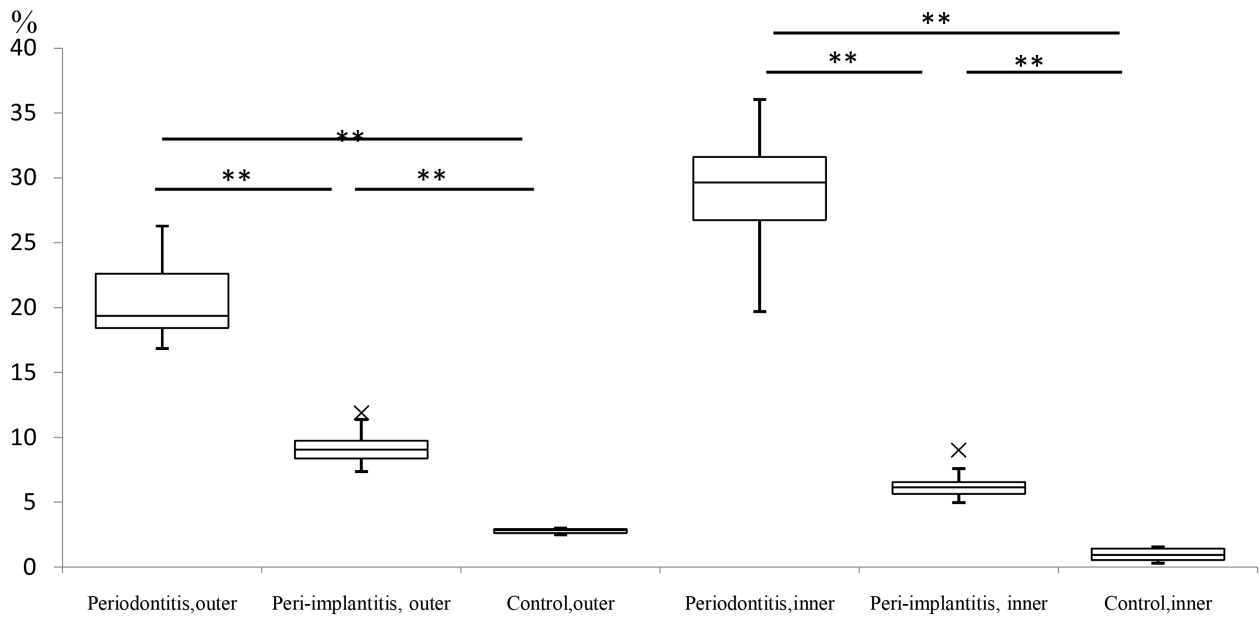 %
40
35
30
25
20
15
10
5
0
**
**
**
**
**
**
Periodontitis,outer
Peri-implantitis, outer
Control,outer
Periodontitis,inner
Peri-implantitis, inner
Control,inner